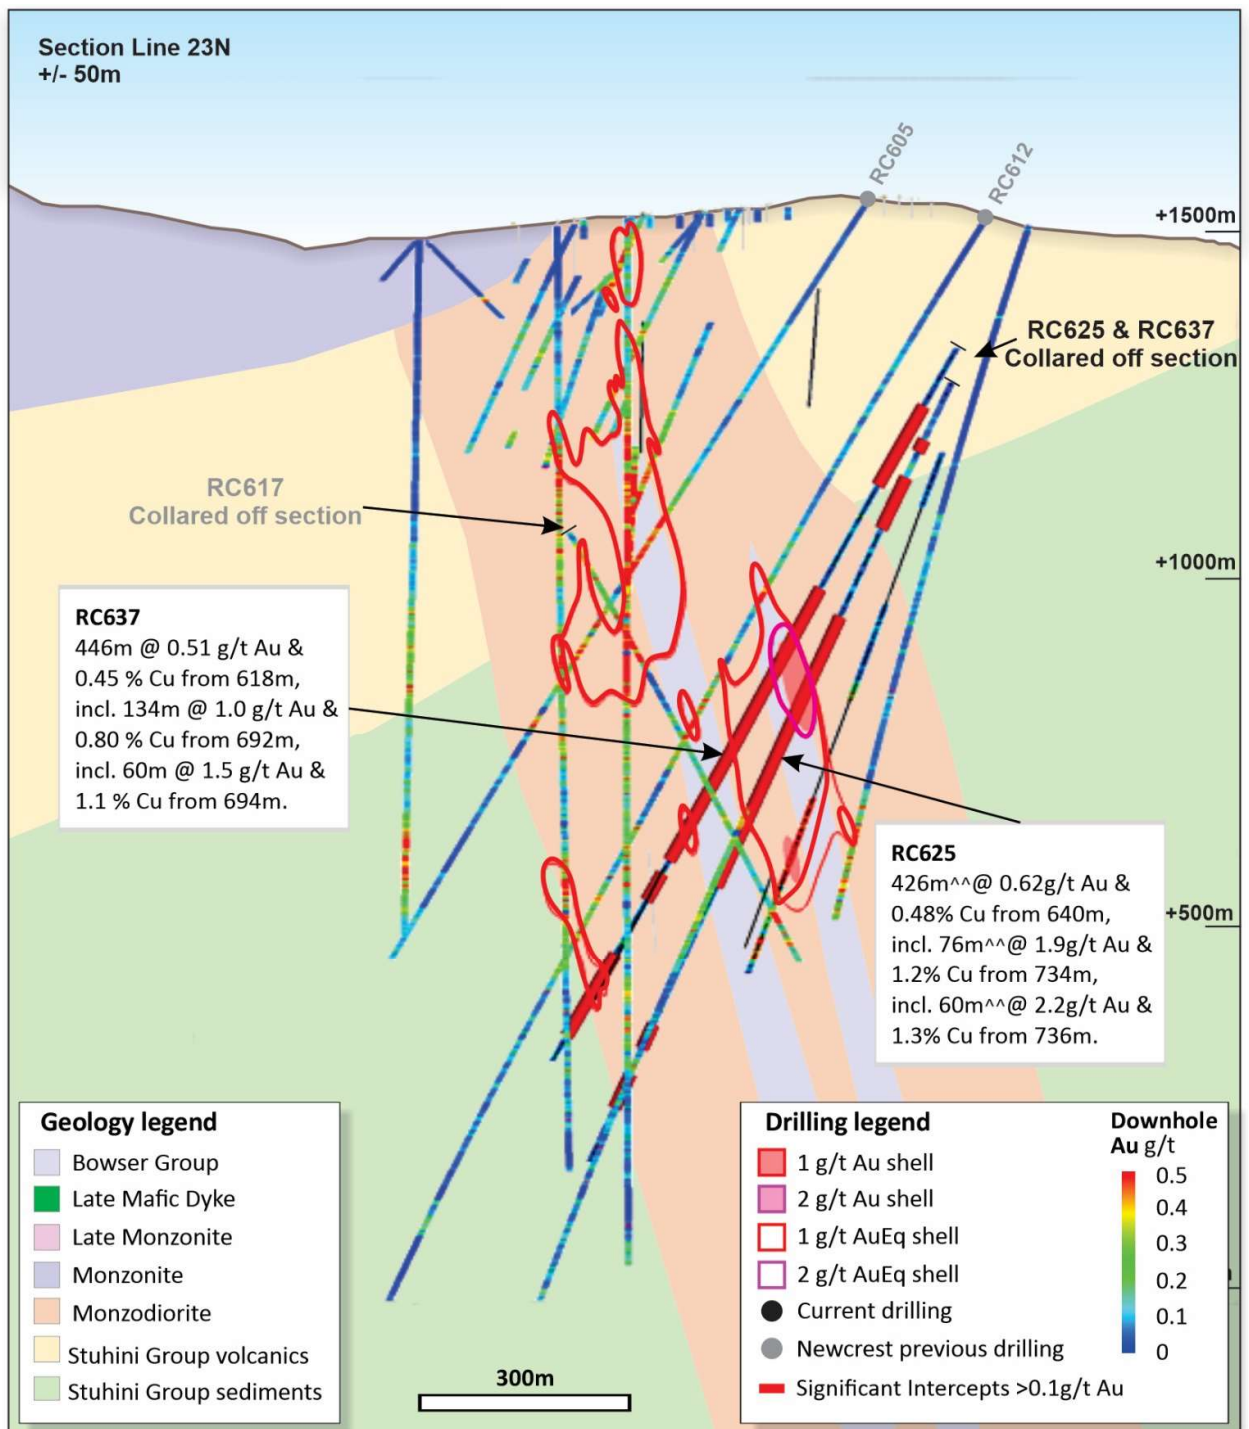 Section Line 23N
+/- 50m
RC605
RC612
+1500m
RC625 & RC637
Collared off section
RC617
Collared off section
+1000m
RC637
446m @ 0.51 g/t Au &
0.45 % Cu from 618m,
incl. 134m @ 1.0 g/t Au &
0.80 % Cu from 692m,
incl. 60m @ 1.5 g/t Au &
1.1 % Cu from 694m.
RC625
426m^^@ 0.62g/t Au &
0.48% Cu from 640m,
incl. 76m^^@ 1.9g/t Au &
1.2% Cu from 734m,
incl. 60m^^@ 2.2g/t Au &
1.3% Cu from 736m.
+500m
Geology legend
Bowser Group
Late Mafic Dyke
Late Monzonite
Monzonite
Monzodiorite
Stuhini Group volcanics
Stuhini Group sediments
300m
Drilling legend
1 g/t Au shell
2 g/t Au shell
1 g/t AuEq shell
2 g/t AuEq shell
Current drilling
Newcrest previous drilling
Significant Intercepts >0.1g/t Au
Downhole
Au g/t
0.5
0.4
0.3
0.2
0.1
0